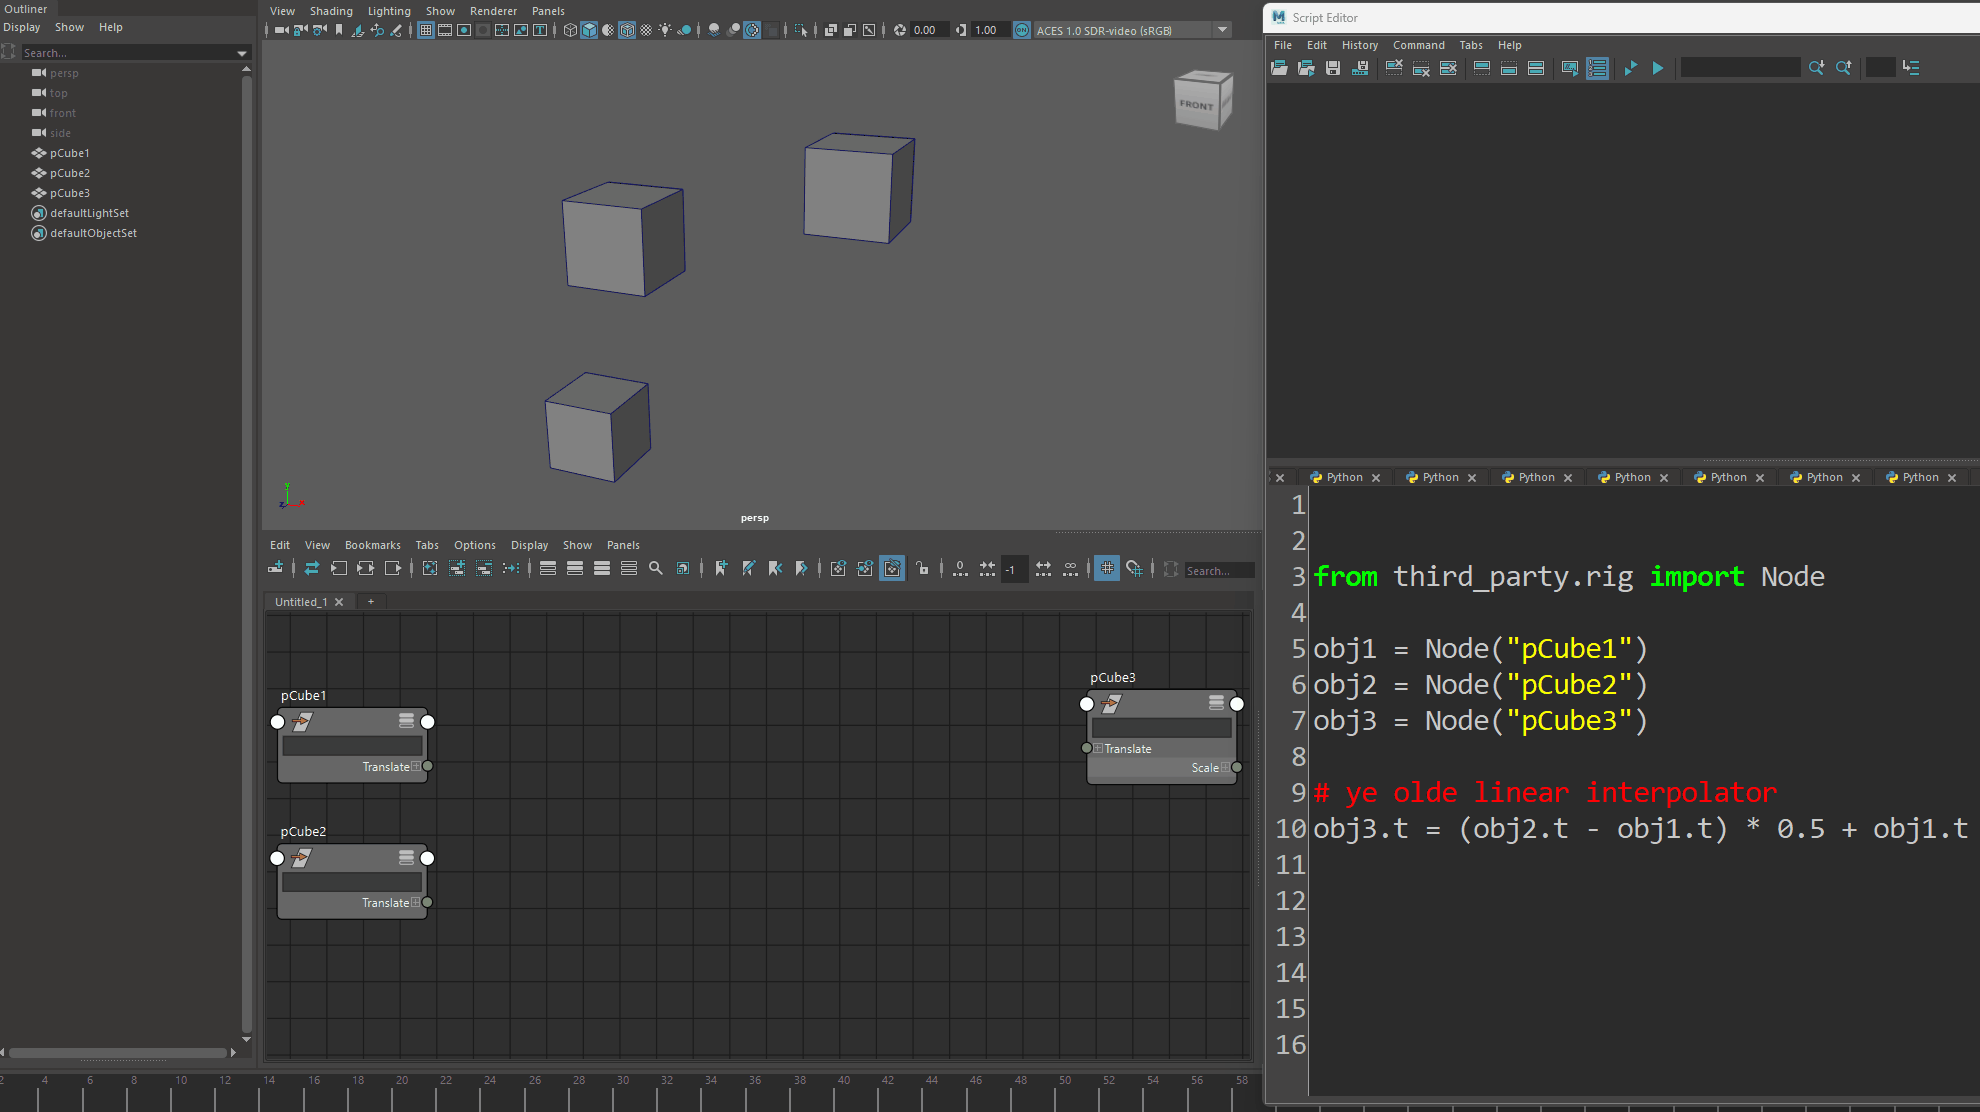 Outliner
Display Show Help
Search...
persp
top
front
side
pCube1
pCube2
pCube3
defaultLightSet
defaultObjectSet
View Shading Lighting Show Renderer Panels
0.00 1.00 ON ACES 1.0 SDR-video (sRGB)
FRONT
y
z x
persp
Edit View Bookmarks Tabs Options Display Show Panels
0 -1 Search...
Untitled_1 +
pCube1
Translate
pCube2
Translate
pCube3
Translate
Scale
2 4 6 8 10 12 14 16 18 20 22 24 26 28 30 32 34 36 38 40 42 44 46 48 50 52 54 56 58
M Script Editor
File Edit History Command Tabs Help
Python Python Python Python Python Python Python
1
2
3 from third_party.rig import Node
4
5 obj1 = Node("pCube1")
6 obj2 = Node("pCube2")
7 obj3 = Node("pCube3")
8
9 # ye olde linear interpolator
10 obj3.t = (obj2.t - obj1.t) * 0.5 + obj1.t
11
12
13
14
15
16